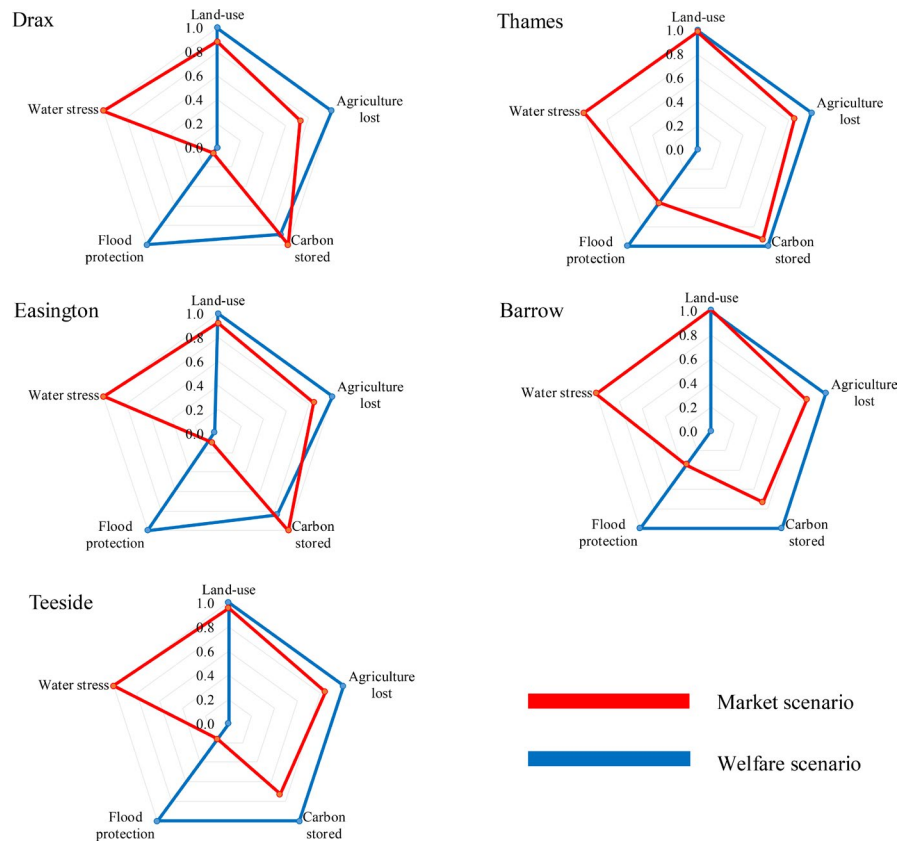 Drax
Land-use
1.0
0.8
0.6
0.4
0.2
0.0
Water stress
Agriculture
lost
Flood
protection
Carbon
stored
Thames
Land-use
1.0
0.8
0.6
0.4
0.2
0.0
Water stress
Agriculture
lost
Flood
protection
Carbon
stored
Easington
Land-use
1.0
0.8
0.6
0.4
0.2
0.0
Water stress
Agriculture
lost
Flood
protection
Carbon
stored
Barrow
Land-use
1.0
0.8
0.6
0.4
0.2
0.0
Water stress
Agriculture
lost
Flood
protection
Carbon
stored
Teeside
Land-use
1.0
0.8
0.6
0.4
0.2
0.0
Water stress
Agriculture
lost
Flood
protection
Carbon
stored
Market scenario
Welfare scenario